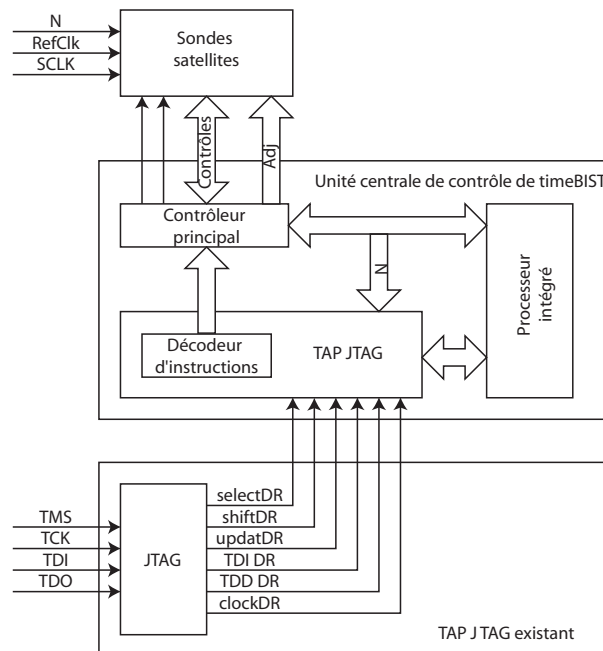 N
RefClk
SCLK
Sondes
satellites
Contrôles
Adj
Unité centrale de contrôle de timeBIST
Contrôleur
principal
N
Processeur
intégré
Décodeur
d'instructions
TAP JTAG
selectDR
shiftDR
updatDR
TDI DR
TDD DR
clockDR
TMS
TCK
TDI
TDO
JTAG
TAP J TAG existant